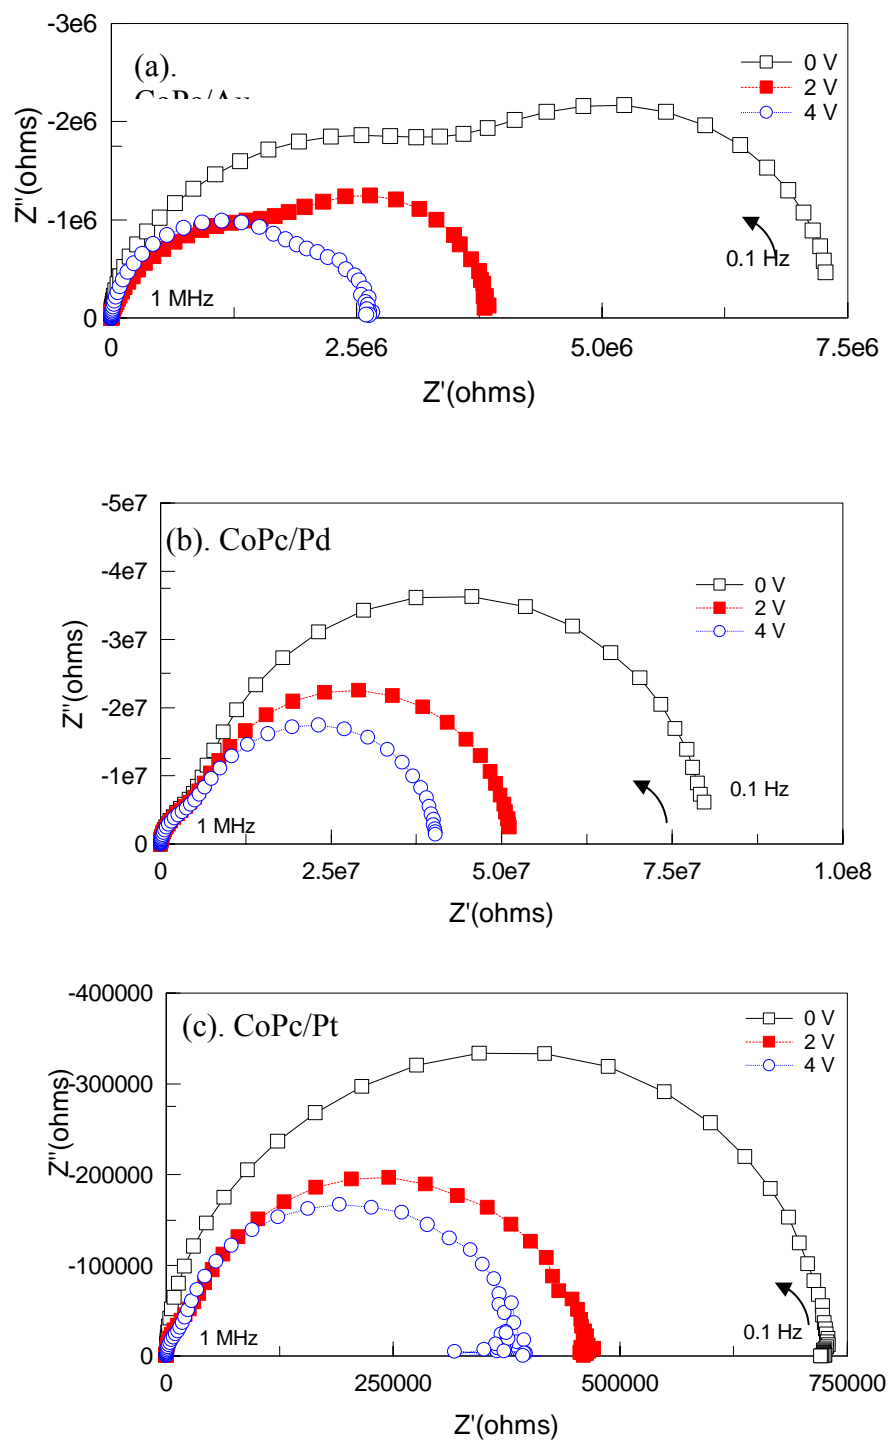 -3e6
(a).
0 V
2 V
4 V
-2e6
Z''(ohms)
-1e6
0.1 Hz
1 MHz
0
0
2.5e6
5.0e6
7.5e6
Z'(ohms)
-5e7
(b). CoPc/Pd
-4e7
0 V
2 V
4 V
-3e7
Z''(ohms)
-2e7
-1e7
0.1 Hz
1 MHz
0
0
2.5e7
5.0e7
7.5e7
1.0e8
Z'(ohms)
-400000
(c). CoPc/Pt
0 V
2 V
4 V
-300000
Z''(ohms)
-200000
-100000
1 MHz
0.1 Hz
0
0
250000
500000
750000
Z'(ohms)